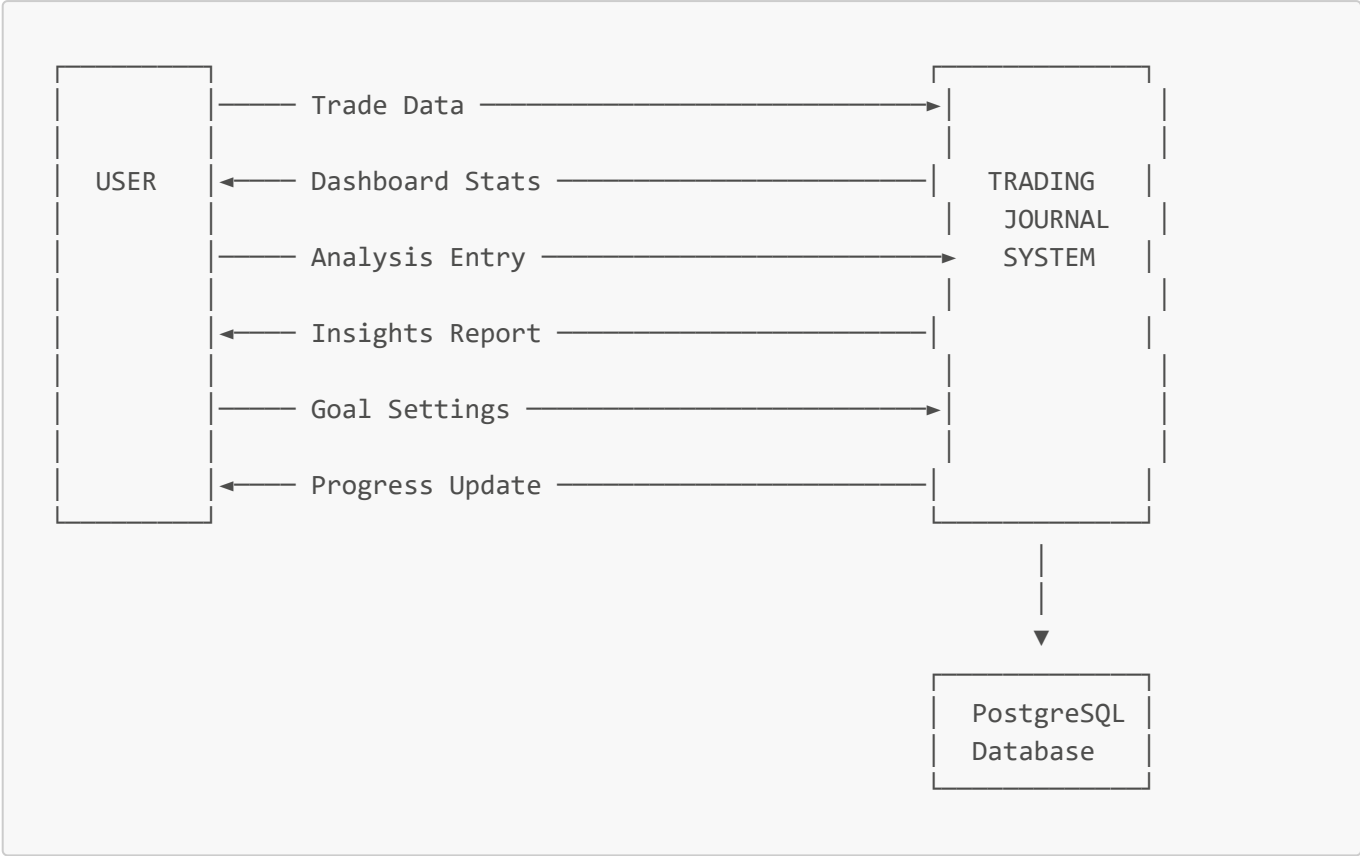 Trade Data
USER Dashboard Stats TRADING
JOURNAL
Analysis Entry SYSTEM
Insights Report
Goal Settings
Progress Update
PostgreSQL
Database